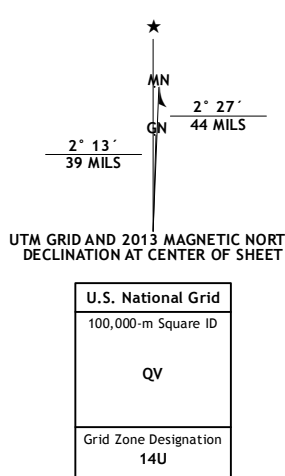 ★
MN
GN
2° 27´
44 MILS
2° 13´
39 MILS
UTM GRID AND 2013 MAGNETIC NORT
DECLINATION AT CENTER OF SHEET
U.S. National Grid
100,000-m Square ID
QV
Grid Zone Designation
14U